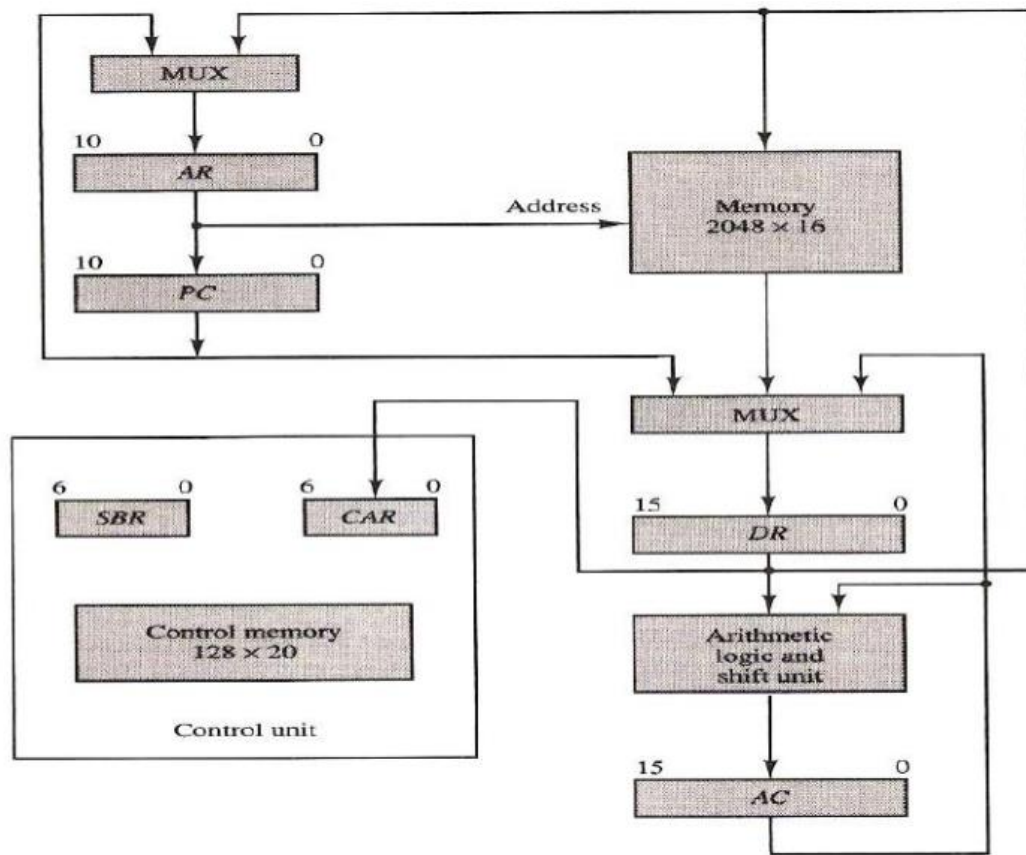 MUX
10 0
AR
Address
Memory
2048 × 16
10 0
PC
MUX
6 0
SBR
6 0
CAR
15 0
DR
Control memory
128 × 20
Arithmetic
logic and
shift unit
Control unit
15 0
AC